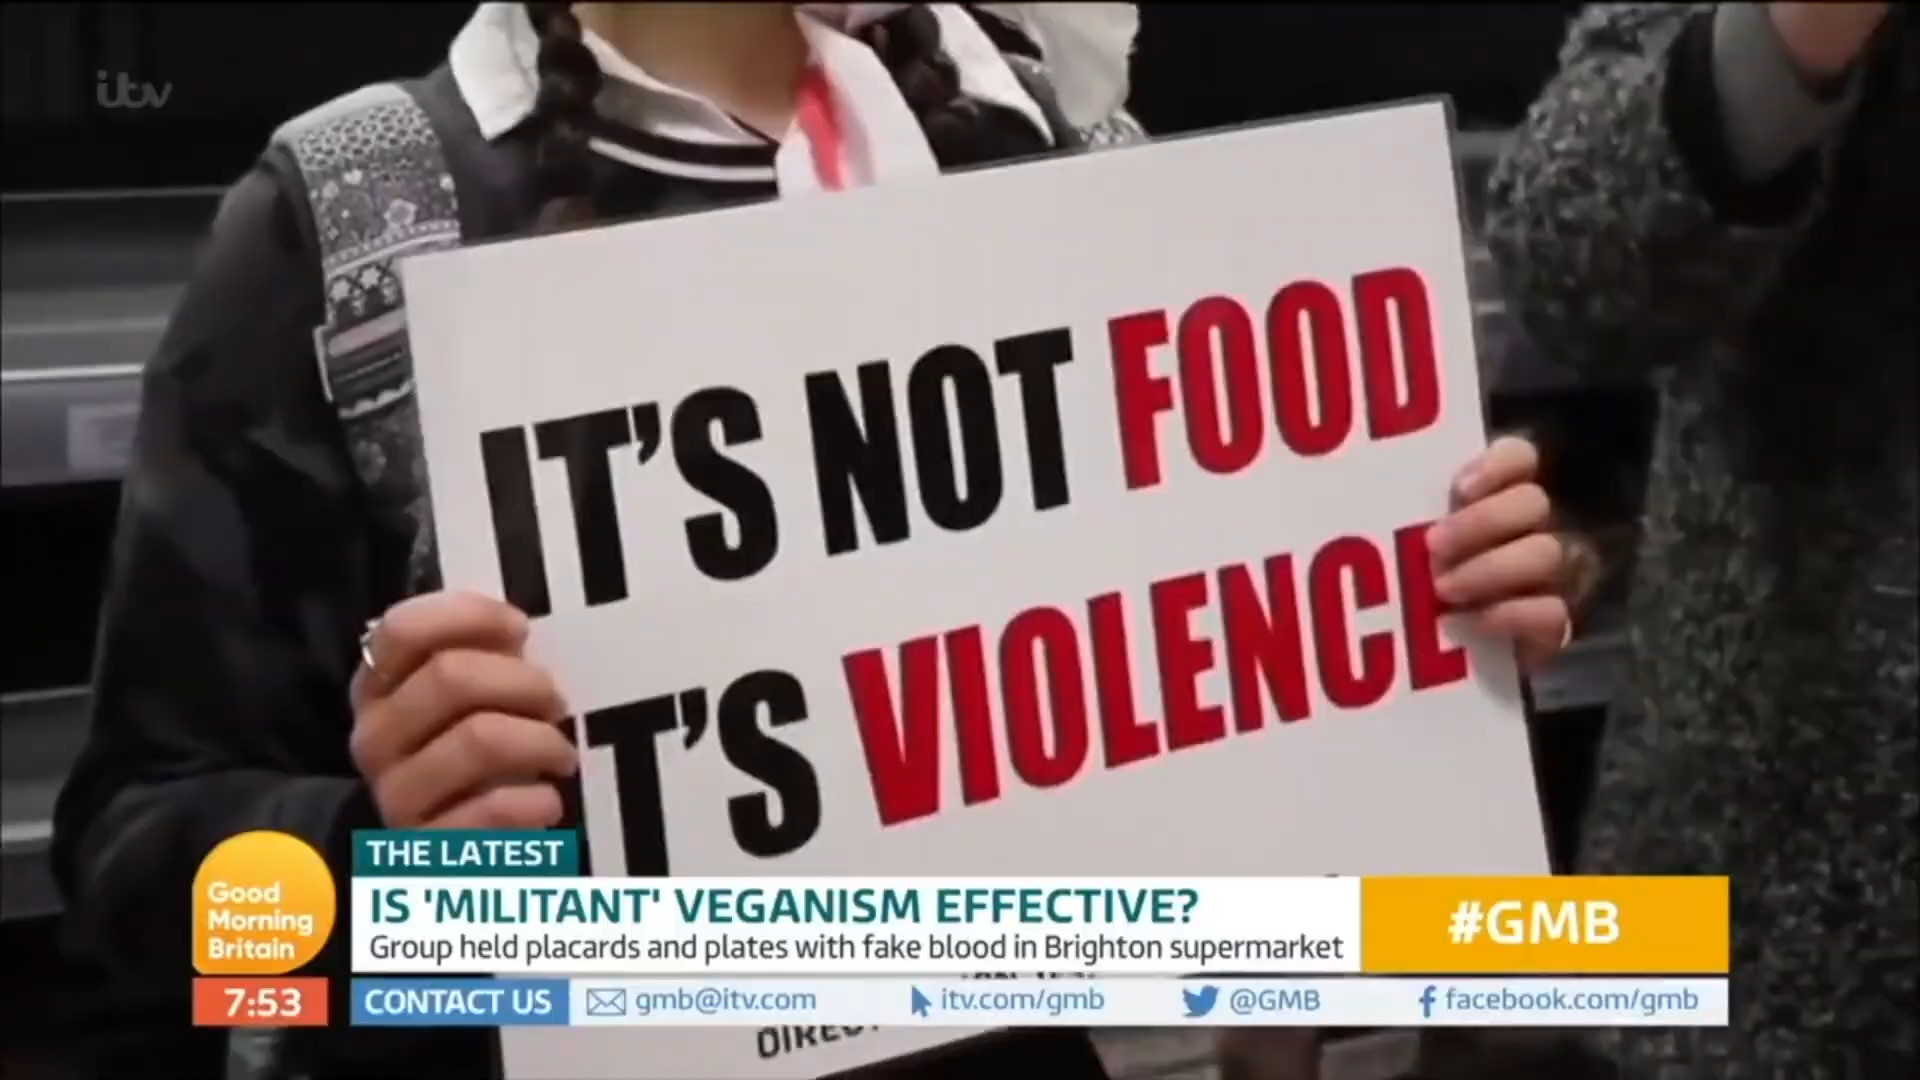 itv
IT'S NOT FOOD
IT'S VIOLENCE
THE LATEST
Good
Morning
Britain
IS 'MILITANT' VEGANISM EFFECTIVE?
Group held placards and plates with fake blood in Brighton supermarket
#GMB
7:53
CONTACT US
gmb@itv.com
itv.com/gmb
@GMB
facebook.com/gmb